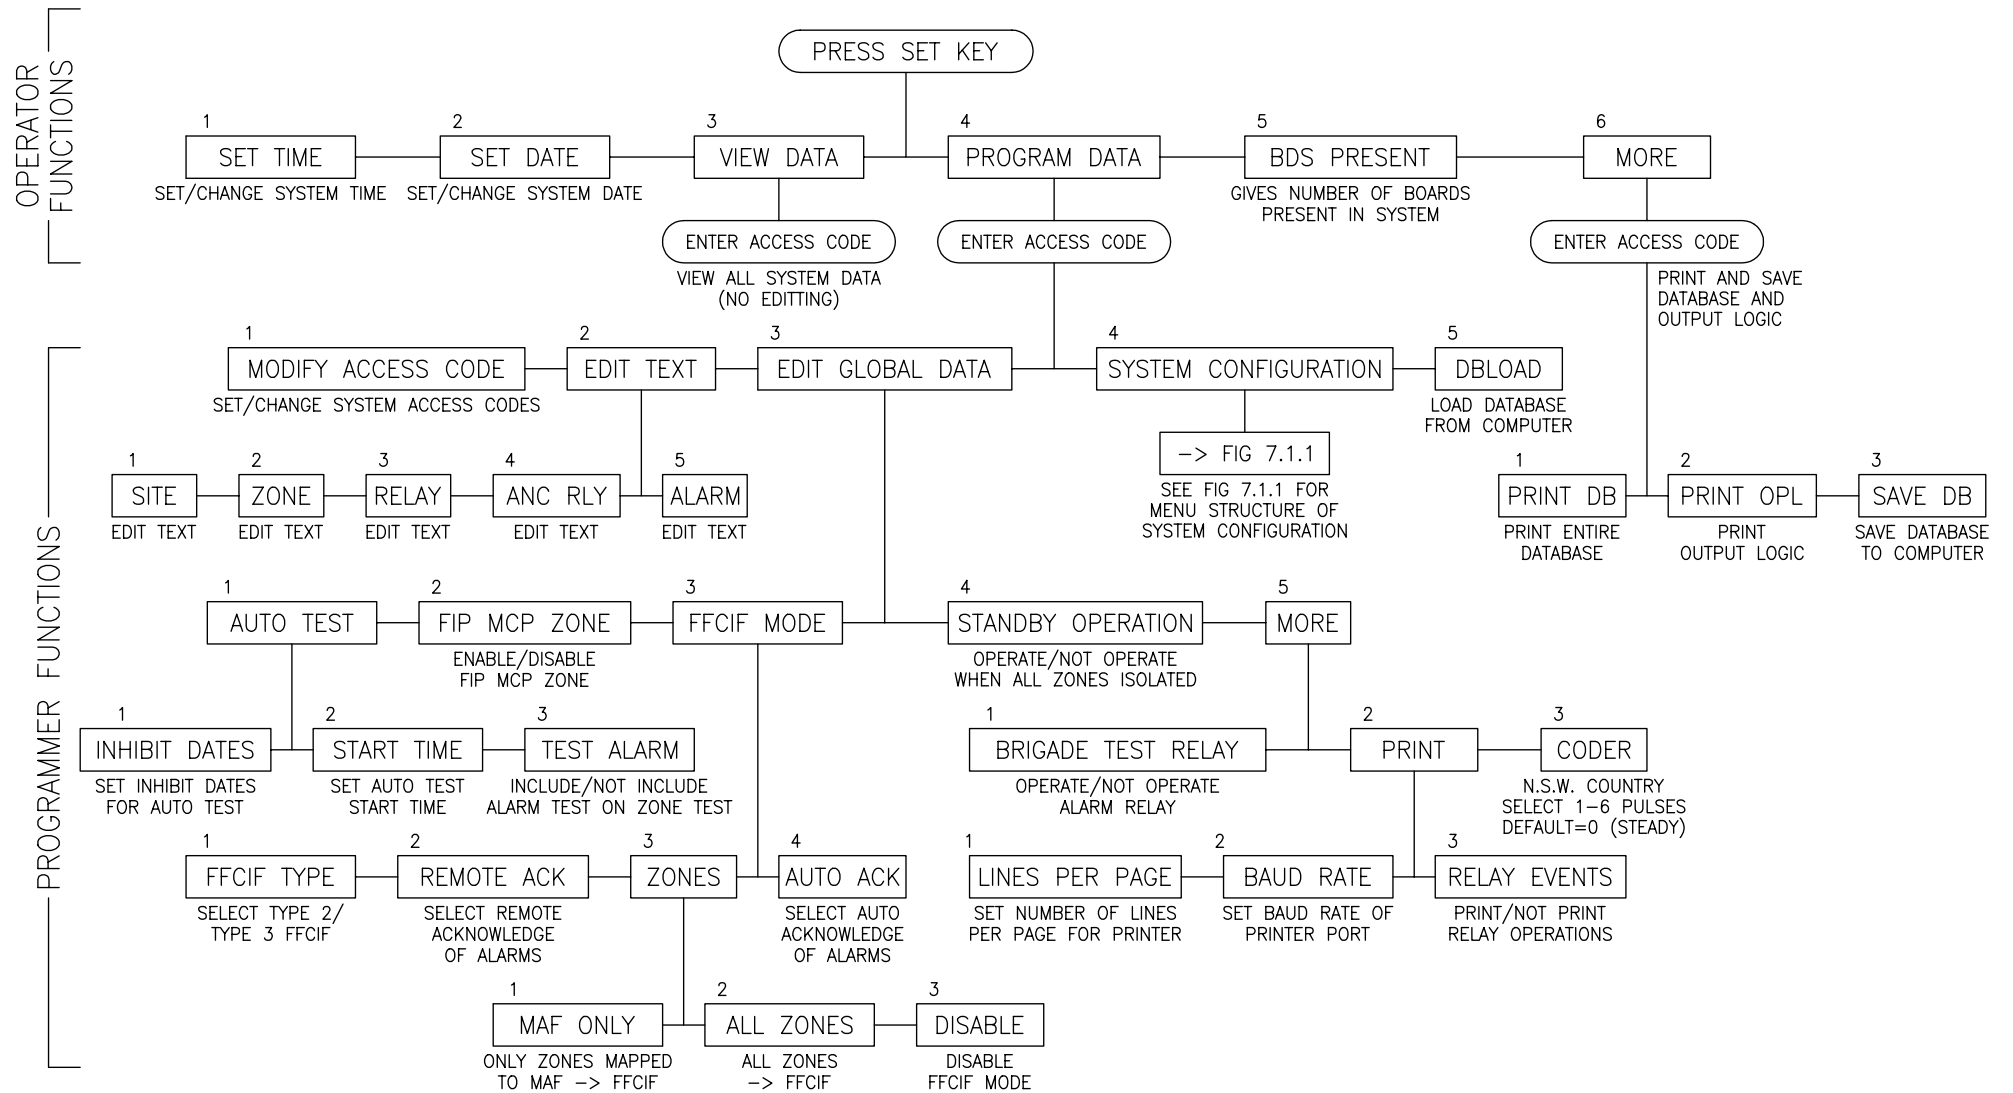 OPERATOR
FUNCTIONS
PRESS SET KEY
1
SET TIME
SET/CHANGE SYSTEM TIME
2
SET DATE
SET/CHANGE SYSTEM DATE
3
VIEW DATA
4
PROGRAM DATA
5
BDS PRESENT
GIVES NUMBER OF BOARDS
PRESENT IN SYSTEM
6
MORE
ENTER ACCESS CODE
VIEW ALL SYSTEM DATA
(NO EDITTING)
ENTER ACCESS CODE
ENTER ACCESS CODE
PRINT AND SAVE
DATABASE AND
OUTPUT LOGIC
PROGRAMMER FUNCTIONS
1
MODIFY ACCESS CODE
SET/CHANGE SYSTEM ACCESS CODES
2
EDIT TEXT
3
EDIT GLOBAL DATA
4
SYSTEM CONFIGURATION
5
DBLOAD
LOAD DATABASE
FROM COMPUTER
-> FIG 7.1.1
SEE FIG 7.1.1 FOR
MENU STRUCTURE OF
SYSTEM CONFIGURATION
1
SITE
EDIT TEXT
2
ZONE
EDIT TEXT
3
RELAY
EDIT TEXT
4
ANC RLY
EDIT TEXT
5
ALARM
EDIT TEXT
1
PRINT DB
PRINT ENTIRE
DATABASE
2
PRINT OPL
PRINT
OUTPUT LOGIC
3
SAVE DB
SAVE DATABASE
TO COMPUTER
1
AUTO TEST
2
FIP MCP ZONE
ENABLE/DISABLE
FIP MCP ZONE
3
FFCIF MODE
4
STANDBY OPERATION
OPERATE/NOT OPERATE
WHEN ALL ZONES ISOLATED
5
MORE
1
INHIBIT DATES
SET INHIBIT DATES
FOR AUTO TEST
2
START TIME
SET AUTO TEST
START TIME
3
TEST ALARM
INCLUDE/NOT INCLUDE
ALARM TEST ON ZONE TEST
1
BRIGADE TEST RELAY
OPERATE/NOT OPERATE
ALARM RELAY
2
PRINT
3
CODER
N.S.W. COUNTRY
SELECT 1-6 PULSES
DEFAULT=0 (STEADY)
1
FFCIF TYPE
SELECT TYPE 2/
TYPE 3 FFCIF
2
REMOTE ACK
SELECT REMOTE
ACKNOWLEDGE
OF ALARMS
3
ZONES
4
AUTO ACK
SELECT AUTO
ACKNOWLEDGE
OF ALARMS
1
LINES PER PAGE
SET NUMBER OF LINES
PER PAGE FOR PRINTER
2
BAUD RATE
SET BAUD RATE OF
PRINTER PORT
3
RELAY EVENTS
PRINT/NOT PRINT
RELAY OPERATIONS
1
MAF ONLY
ONLY ZONES MAPPED
TO MAF -> FFCIF
2
ALL ZONES
ALL ZONES
-> FFCIF
3
DISABLE
DISABLE
FFCIF MODE